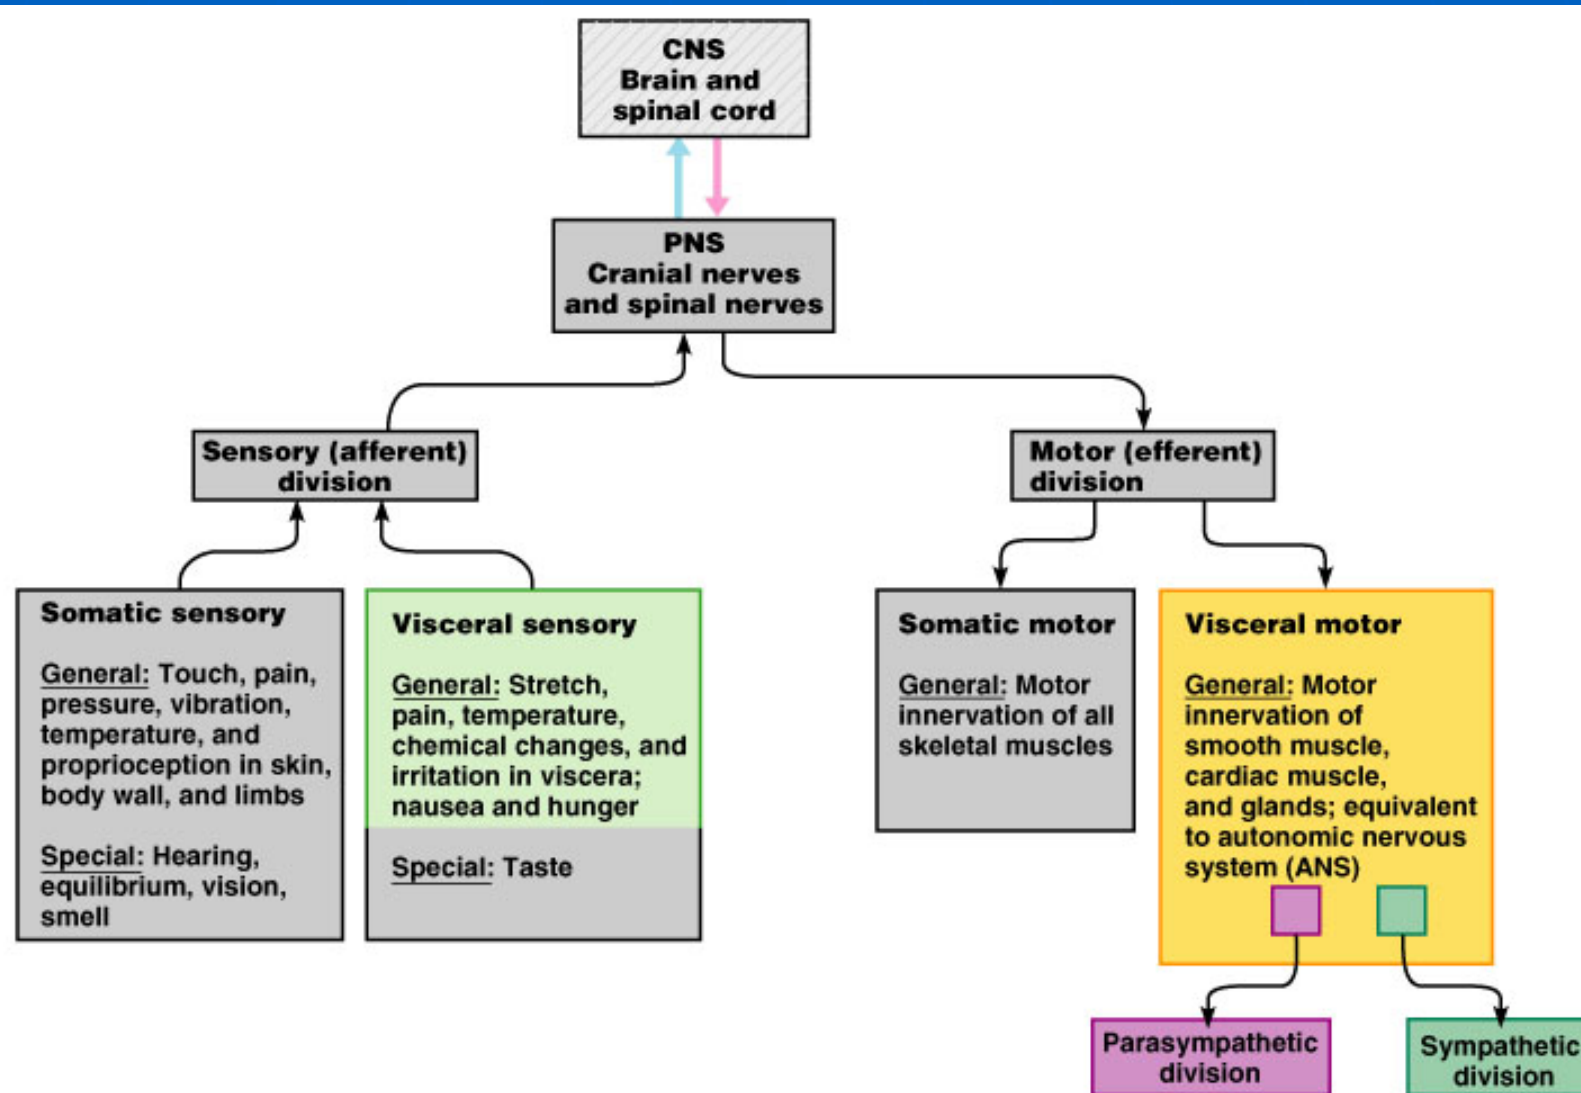 CNS
Brain and
spinal cord
PNS
Cranial nerves
and spinal nerves
Sensory (afferent)
division
Motor (efferent)
division
Somatic sensory
General: Touch, pain,
pressure, vibration,
temperature, and
proprioception in skin,
body wall, and limbs
Special: Hearing,
equilibrium, vision,
smell
Visceral sensory
General: Stretch,
pain, temperature,
chemical changes, and
irritation in viscera;
nausea and hunger
Special: Taste
Somatic motor
General: Motor
innervation of all
skeletal muscles
Visceral motor
General: Motor
innervation of
smooth muscle,
cardiac muscle,
and glands; equivalent
to autonomic nervous
system (ANS)
Parasympathetic
division
Sympathetic
division